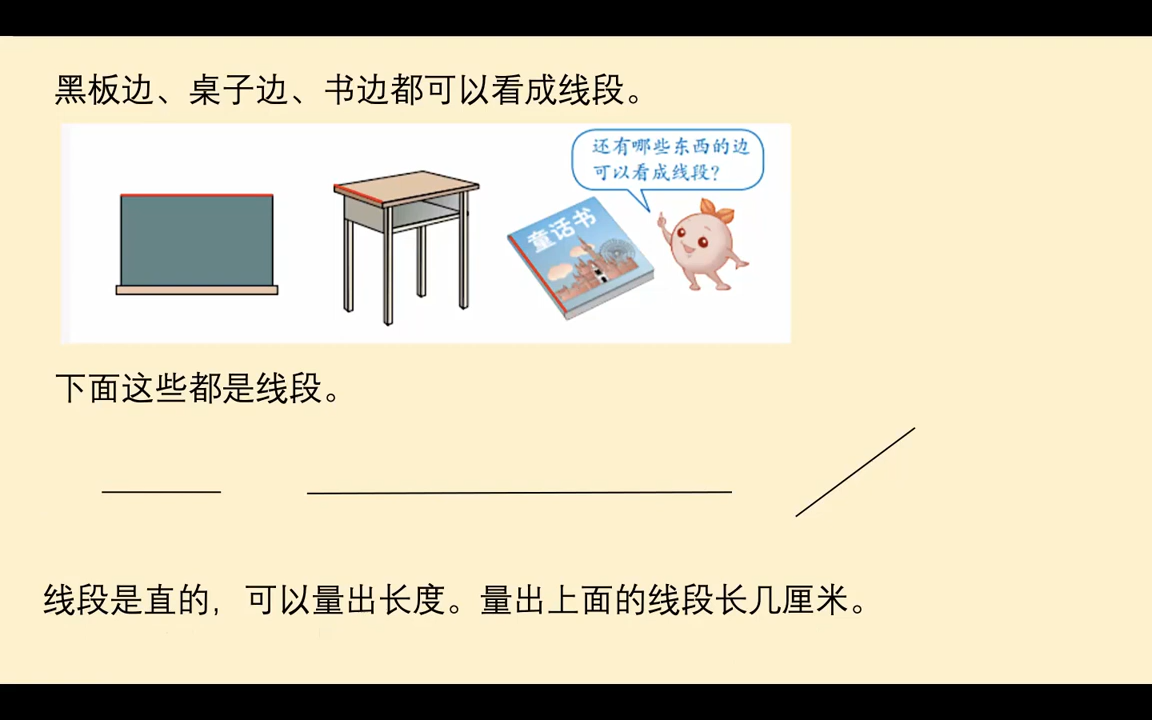 黑板边、桌子边、书边都可以看成线段。
还有哪些东西的边
可以看成线段?
童话书
下面这些都是线段。
线段是直的，可以量出长度。量出上面的线段长几厘米。